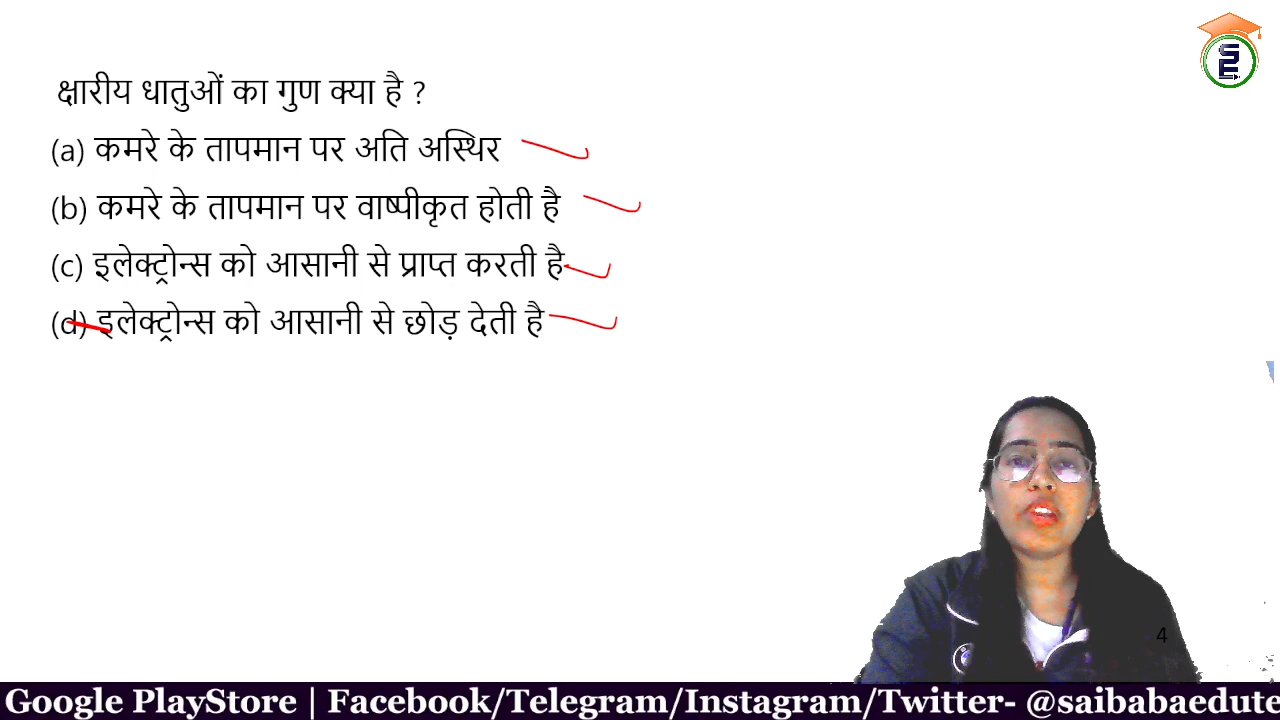 क्षारीय धातुओं का गुण क्या है ?
(a) कमरे के तापमान पर अति अस्थिर
(b) कमरे के तापमान पर वाष्पीकृत होती है
(c) इलेक्ट्रोन्स को आसानी से प्राप्त करती है
(d) इलेक्ट्रोन्स को आसानी से छोड़ देती है
4
Google PlayStore | Facebook/Telegram/Instagram/Twitter- @saibabaedute